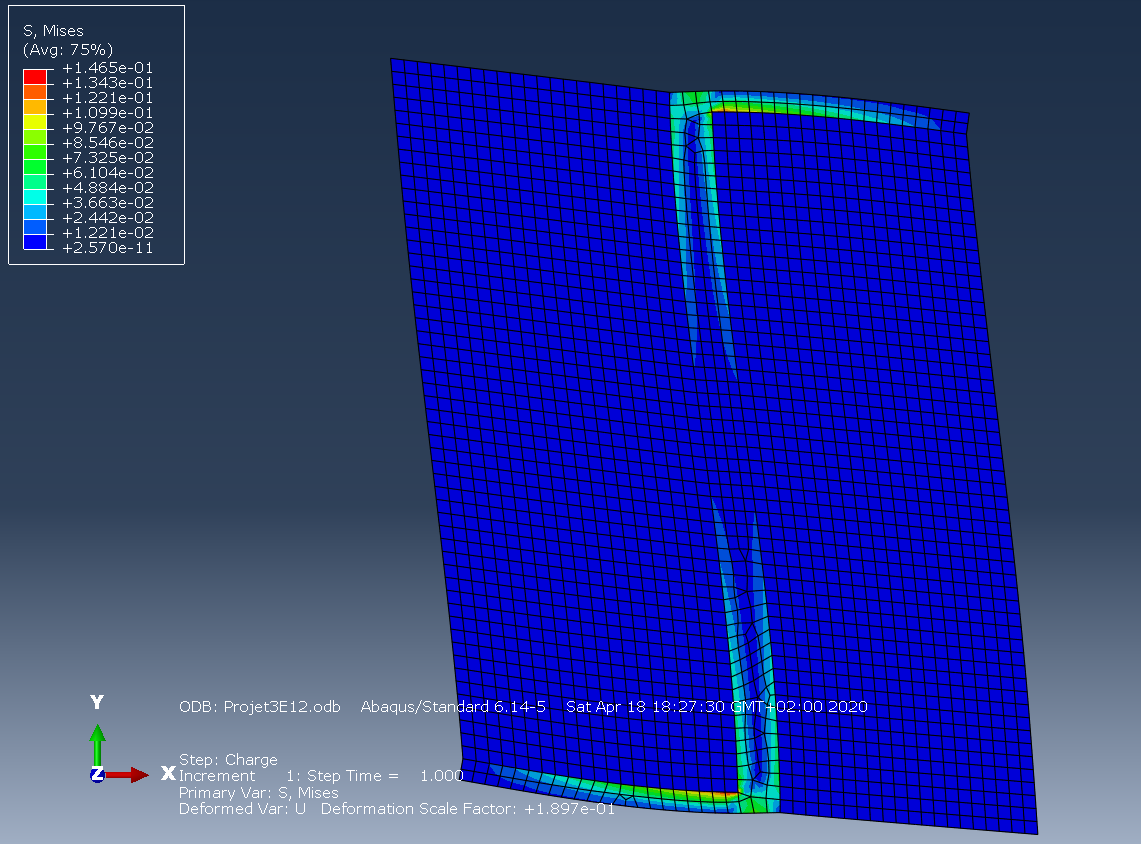 S, Mises
(Avg: 75%)
+1.465e-01
+1.343e-01
+1.221e-01
+1.099e-01
+9.767e-02
+8.546e-02
+7.325e-02
+6.104e-02
+4.884e-02
+3.663e-02
+2.442e-02
+1.221e-02
+2.570e-11
Y
Z
X
ODB: Projet3E12.odb Abaqus/Standard 6.14-5 Sat Apr 18 18:27:30 GMT+02:00 2020
Step: Charge
Increment 1: Step Time = 1.000
Primary Var: S, Mises
Deformed Var: U Deformation Scale Factor: +1.897e-01